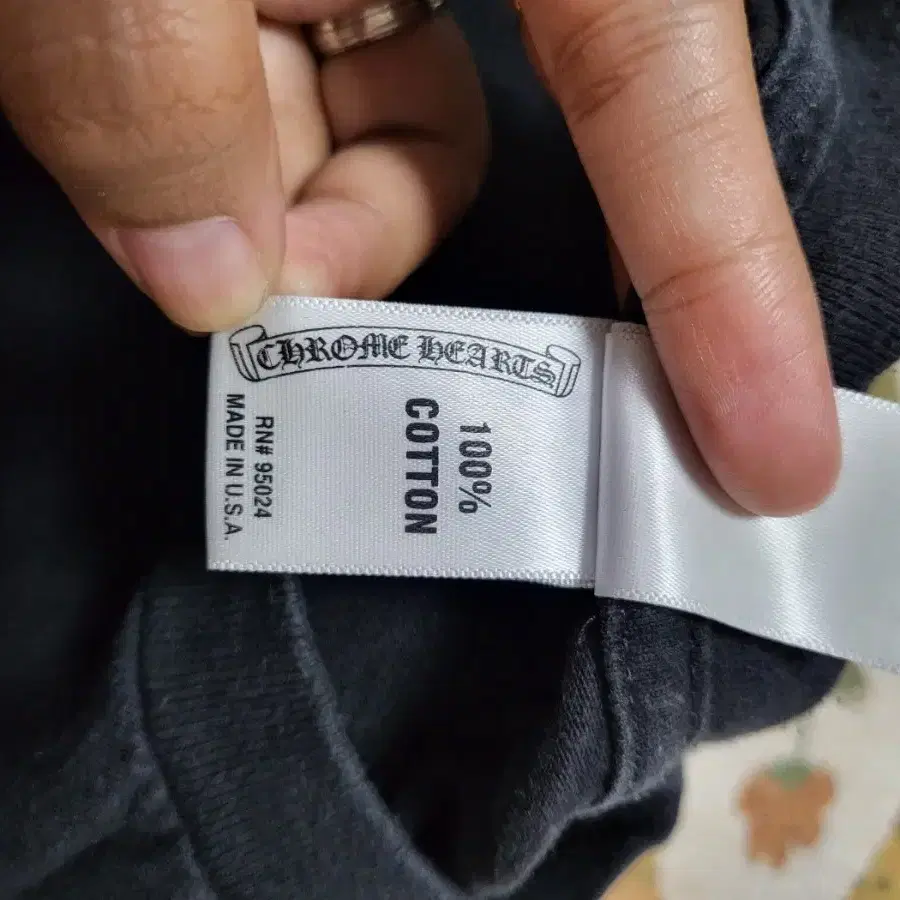 CHROME HEARTS
100%
COTTON
RN# 95024
MADE IN U.S.A.